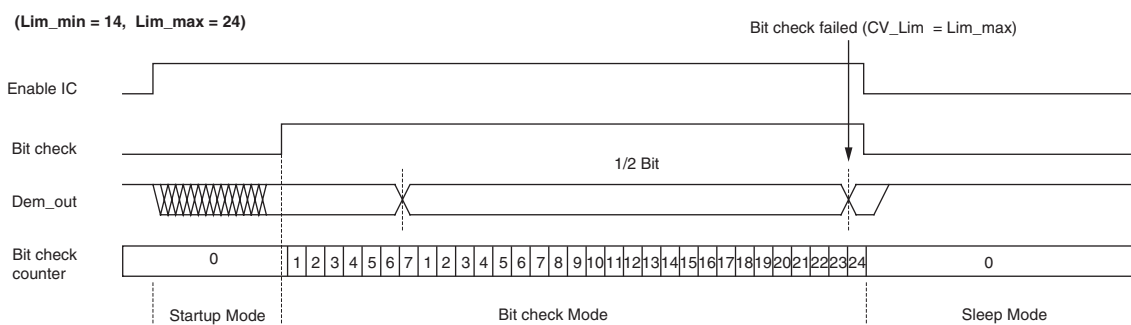 (Lim_min = 14, Lim_max = 24)
Bit check failed (CV_Lim = Lim_max)
Enable IC
Bit check
1/2 Bit
Dem_out
Bit check
counter
0 1 2 3 4 5 6 7 1 2 3 4 5 6 7 8 9 10 11 12 13 14 15 16 17 18 19 20 21 22 23 24 0
Startup Mode Bit check Mode Sleep Mode